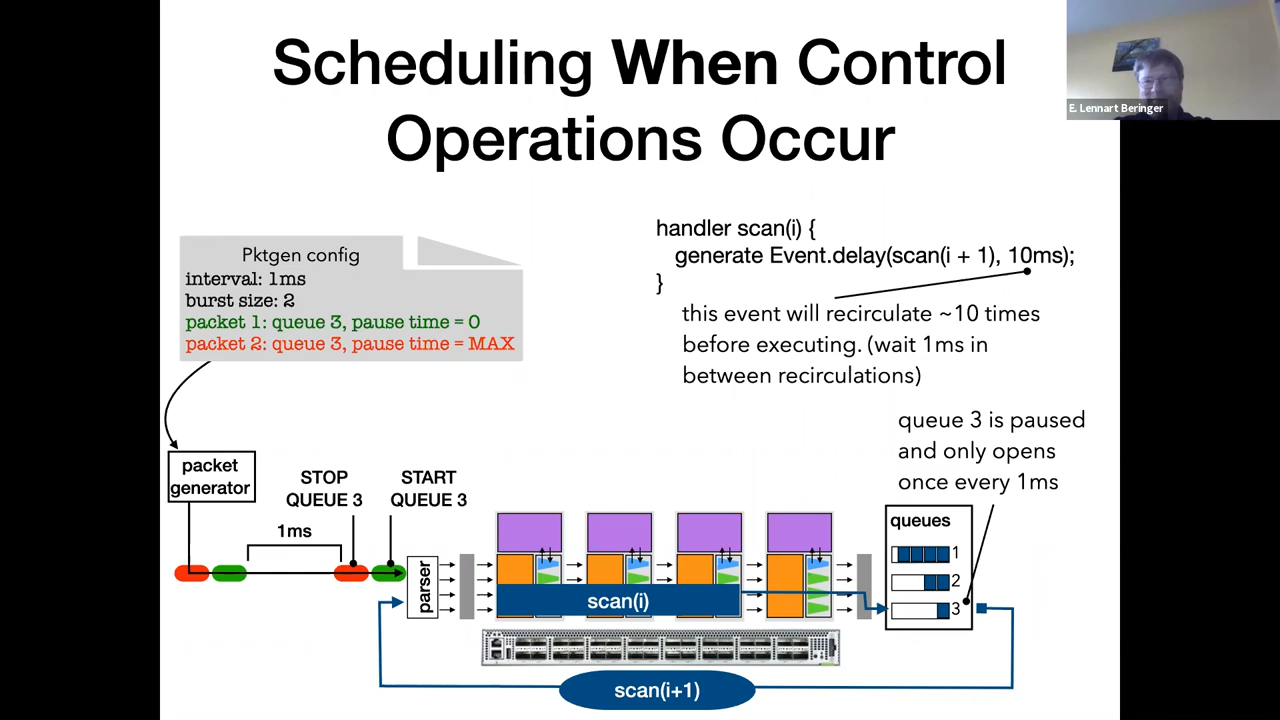 Scheduling When Control
Operations Occur
E. Lennart Beringer
handler scan(i) {
generate Event.delay(scan(i + 1), 10ms);
}
this event will recirculate ~10 times
before executing. (wait 1ms in
between recirculations)
Pktgen config
interval: 1ms
burst size: 2
packet 1: queue 3, pause time = 0
packet 2: queue 3, pause time = MAX
queue 3 is paused
and only opens
once every 1ms
packet
generator
STOP
QUEUE 3
START
QUEUE 3
1ms
parser
scan(i)
queues
1
2
3
scan(i+1)